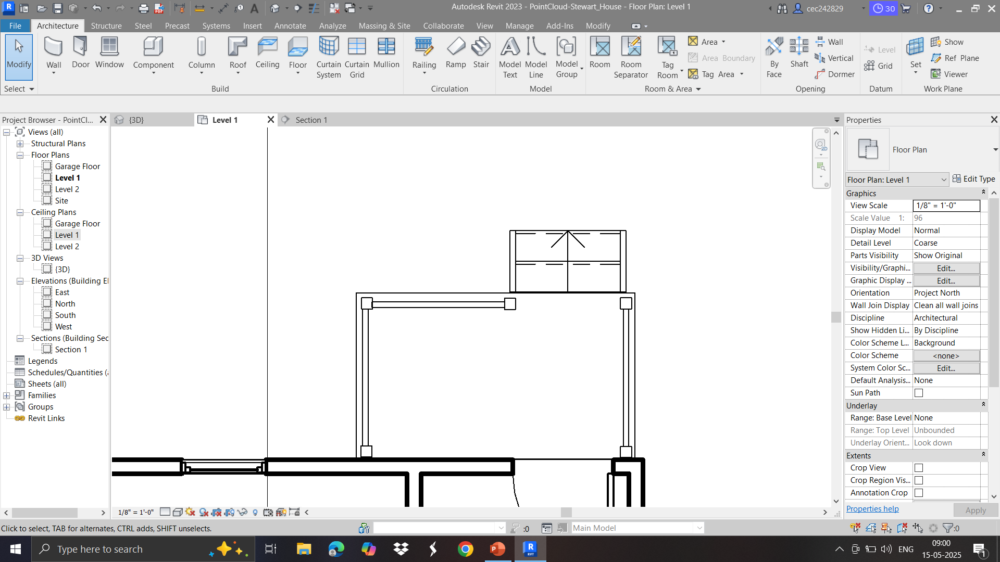 Autodesk Revit 2023 - PointCloud-Stewart_House - Floor Plan: Level 1
cec242829
30
File Architecture Structure Steel Precast Systems Insert Annotate Analyze Massing & Site Collaborate View Manage Add-Ins Modify
Modify
Wall
Door
Window
Component
Column
Roof
Ceiling
Floor
Curtain System
Curtain Grid
Mullion
Railing
Ramp
Stair
Model Text
Model Line
Model Group
Room
Room Separator
Tag Room
Area
Area Boundary
Tag Area
By Face
Shaft
Wall
Vertical
Dormer
Level
Grid
Set
Show
Ref Plane
Viewer
Select
Build
Circulation
Model
Room & Area
Opening
Datum
Work Plane
Project Browser - PointCl...
{3D}
Level 1
Section 1
Properties
Views (all)
Structural Plans
Floor Plans
Garage Floor
Level 1
Level 2
Site
Ceiling Plans
Garage Floor
Level 1
Level 2
3D Views
{3D}
Elevations (Building El
East
North
South
West
Sections (Building Sec
Section 1
Legends
Schedules/Quantities (a
Sheets (all)
Families
Groups
Revit Links
2D
Floor Plan
Floor Plan: Level 1
Edit Type
Graphics
View Scale 1/8" = 1'-0"
Scale Value 1: 96
Display Model Normal
Detail Level Coarse
Parts Visibility Show Original
Visibility/Graphi... Edit...
Graphic Display ... Edit...
Orientation Project North
Wall Join Display Clean all wall joins
Discipline Architectural
Show Hidden Li... By Discipline
Color Scheme L... Background
Color Scheme <none>
System Color Sc... Edit...
Default Analysis... None
Sun Path
Underlay
Range: Base Level None
Range: Top Level Unbounded
Underlay Orient... Look down
Extents
Crop View
Crop Region Vis...
Annotation Crop
Properties help
Apply
1/8" = 1'-0"
Click to select, TAB for alternates, CTRL adds, SHIFT unselects.
:0
Main Model
:0
Type here to search
ENG
09:00
15-05-2025
1